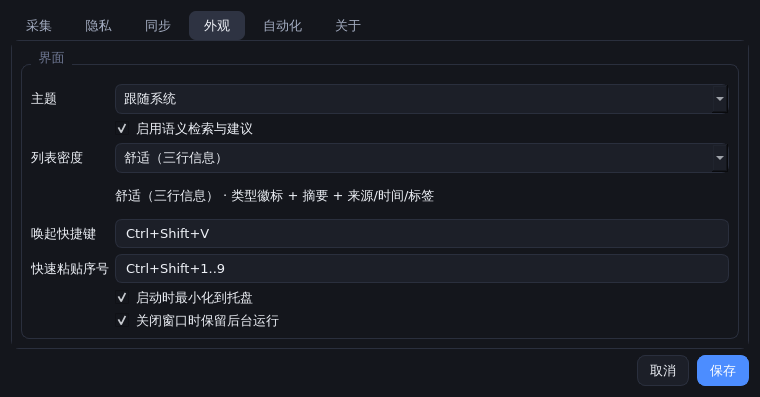 采集 隐私 同步 外观 自动化 关于
界面
主题 跟随系统
启用语义检索与建议
列表密度 舒适（三行信息）
舒适（三行信息） · 类型徽标 + 摘要 + 来源/时间/标签
唤起快捷键 Ctrl+Shift+V
快速粘贴序号 Ctrl+Shift+1..9
启动时最小化到托盘
关闭窗口时保留后台运行
取消 保存